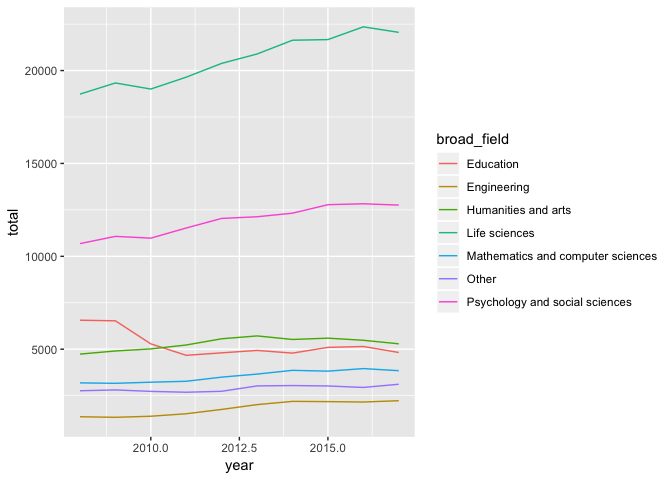 20000
15000
10000
5000
total
2010.0
2012.5
2015.0
year
broad_field
Education
Engineering
Humanities and arts
Life sciences
Mathematics and computer sciences
Other
Psychology and social sciences